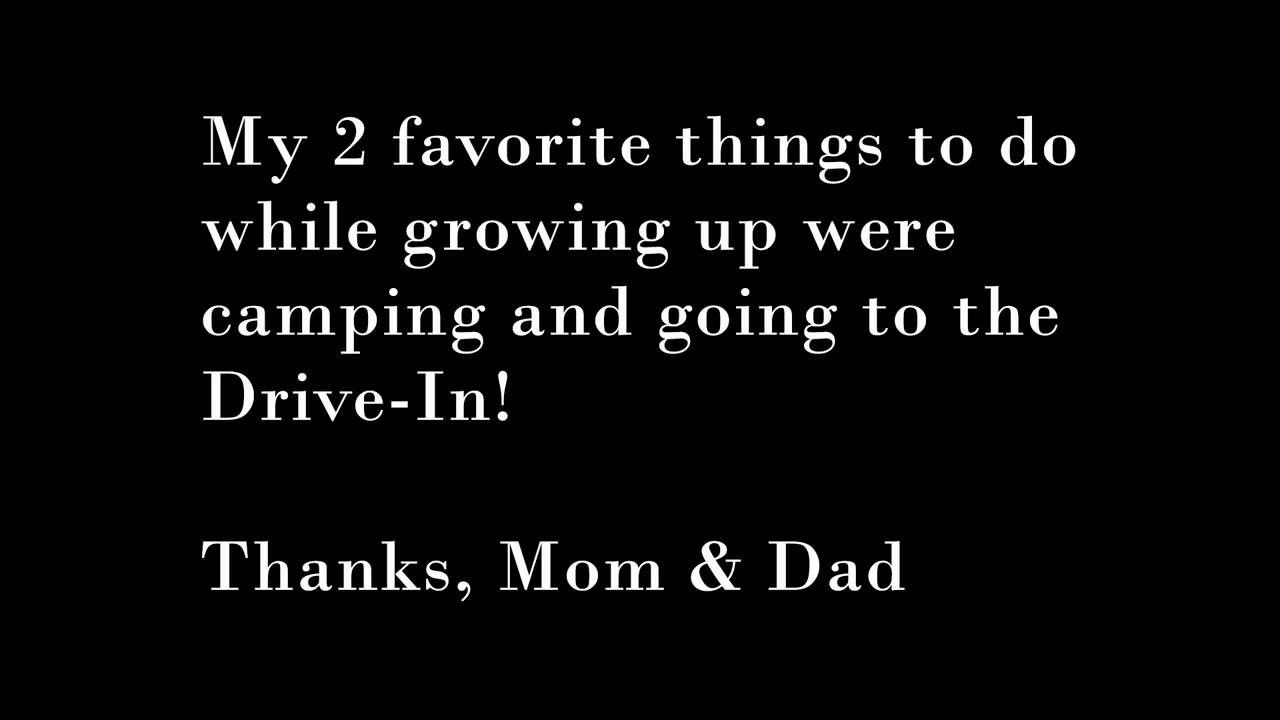 My 2 favorite things to do
while growing up were
camping and going to the
Drive-In!
Thanks, Mom & Dad